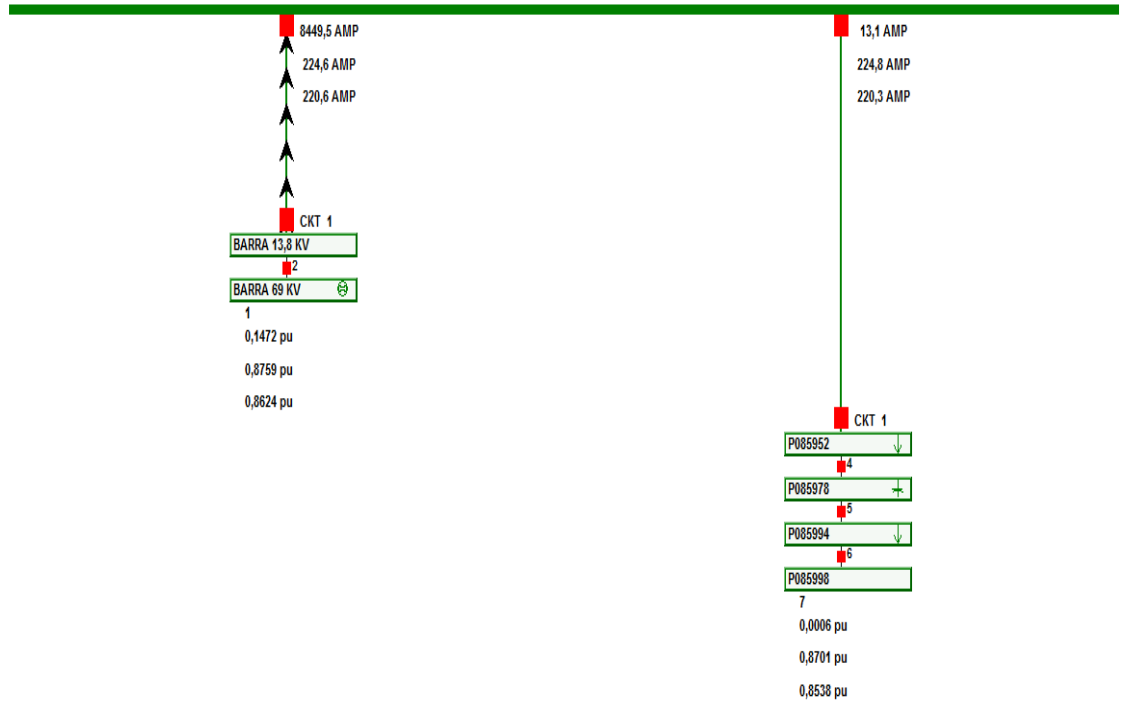 8449,5 AMP
224,6 AMP
220,6 AMP
CKT 1
BARRA 13,8 KV
2
BARRA 69 KV
1
0,1472 pu
0,8759 pu
0,8624 pu
13,1 AMP
224,8 AMP
220,3 AMP
CKT 1
P085952
4
P085978
5
P085994
6
P085998
7
0,0006 pu
0,8701 pu
0,8538 pu